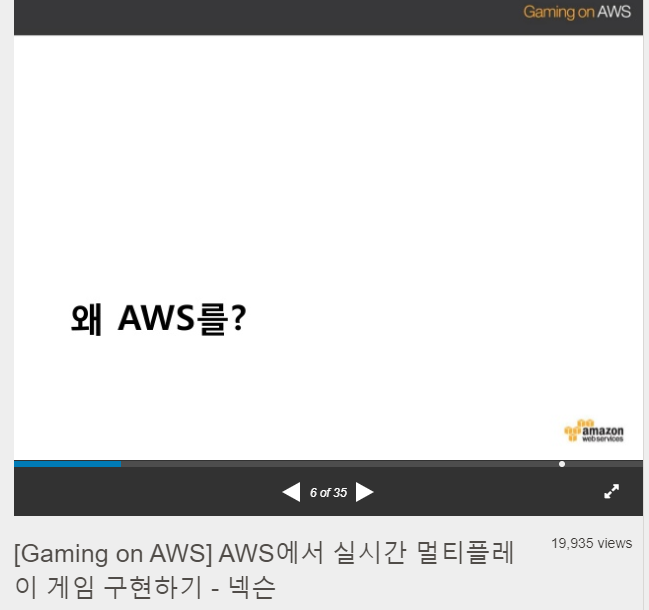 Gaming on AWS
왜 AWS를?
amazon
webservices
6 of 35
[Gaming on AWS] AWS에서 실시간 멀티플레
이 게임 구현하기 - 넥슨
19,935 views